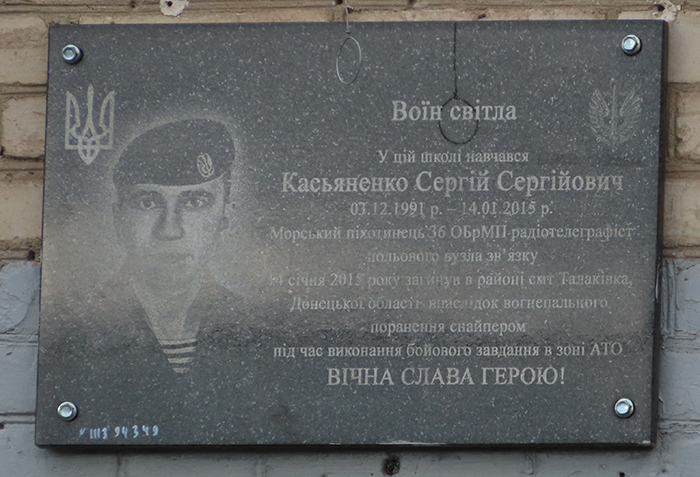 Воїн світла
У цій школі навчався
Касьяненко Сергій Сергійович
03.12.1991 р. – 14.01.2015 р.
Морський піхотинець 36 ОБрМП-радіотелеграфіст
польового вузла зв’язку
14 січня 2015 року загинув в районі смт Талаківка,
Донецької області внаслідок вогнепального
поранення снайпером
під час виконання бойового завдання в зоні АТО
ВІЧНА СЛАВА ГЕРОЮ!
94349